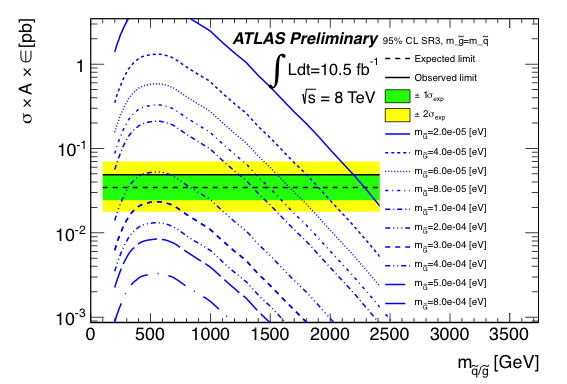 ATLAS Preliminary
∫ Ldt=10.5 fb⁻¹
√s = 8 TeV
95% CL SR3, m_g̃=m_q̃
Expected limit
Observed limit
± 1σ_exp
± 2σ_exp
m_G̃=2.0e-05 [eV]
m_G̃=4.0e-05 [eV]
m_G̃=6.0e-05 [eV]
m_G̃=8.0e-05 [eV]
m_G̃=1.0e-04 [eV]
m_G̃=2.0e-04 [eV]
m_G̃=3.0e-04 [eV]
m_G̃=4.0e-04 [eV]
m_G̃=5.0e-04 [eV]
m_G̃=8.0e-04 [eV]
σ × A × ∈ [pb]
1
10⁻¹
10⁻²
10⁻³
0 500 1000 1500 2000 2500 3000 3500
m_q̃/g̃ [GeV]